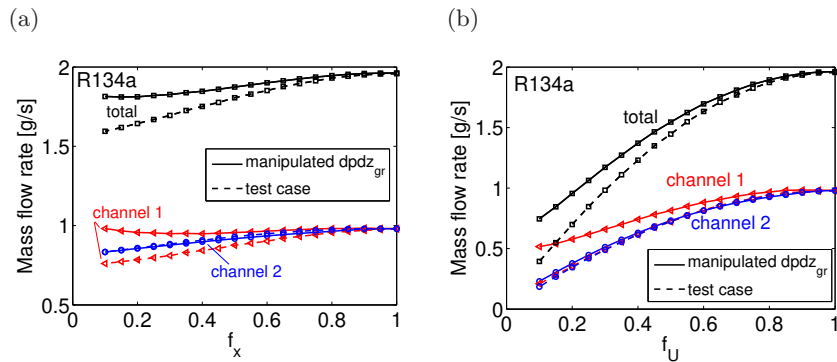 (a)
R134a
total
manipulated dpdz_gr
test case
channel 1
channel 2
Mass flow rate [g/s]
2
1.5
1
0.5
0
0.2
0.4
0.6
0.8
1
f_x
(b)
R134a
total
channel 1
channel 2
manipulated dpdz_gr
test case
Mass flow rate [g/s]
2
1.5
1
0.5
0
0
0.2
0.4
0.6
0.8
1
f_U